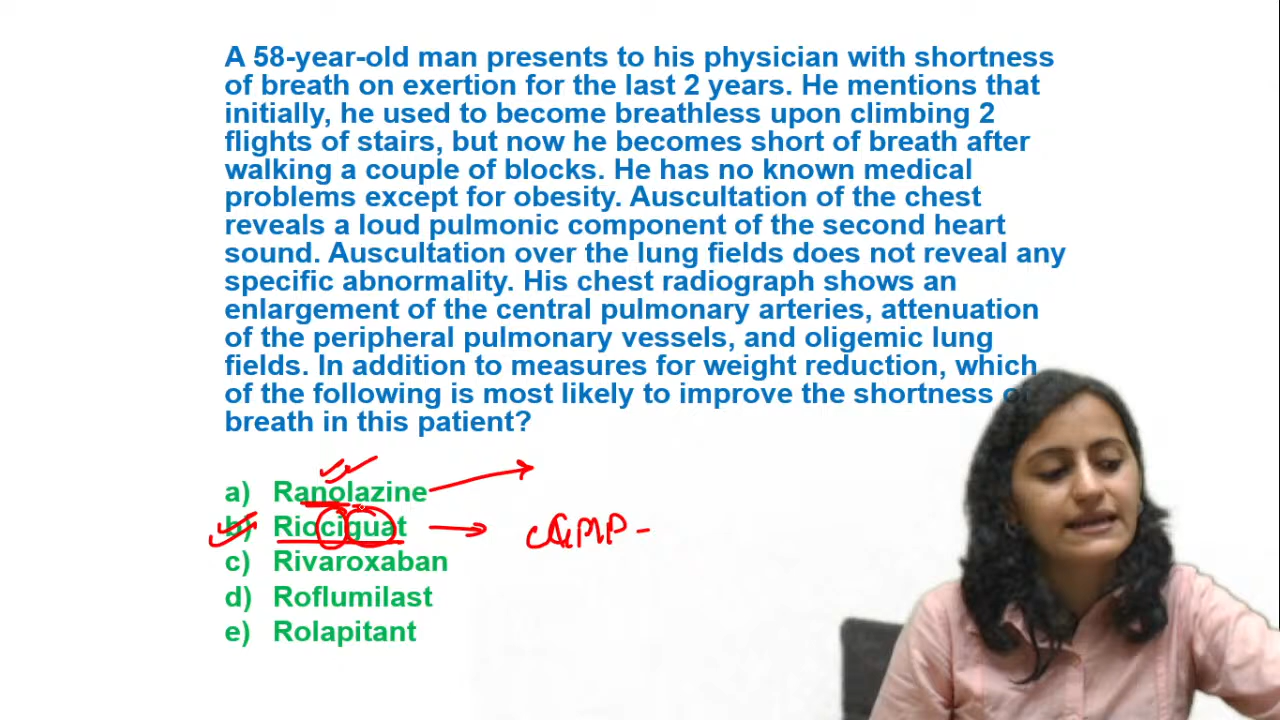 A 58-year-old man presents to his physician with shortness
of breath on exertion for the last 2 years. He mentions that
initially, he used to become breathless upon climbing 2
flights of stairs, but now he becomes short of breath after
walking a couple of blocks. He has no known medical
problems except for obesity. Auscultation of the chest
reveals a loud pulmonic component of the second heart
sound. Auscultation over the lung fields does not reveal any
specific abnormality. His chest radiograph shows an
enlargement of the central pulmonary arteries, attenuation
of the peripheral pulmonary vessels, and oligemic lung
fields. In addition to measures for weight reduction, which
of the following is most likely to improve the shortness of
breath in this patient?
a) Ranolazine
b) Riociguat cGMP -
c) Rivaroxaban
d) Roflumilast
e) Rolapitant